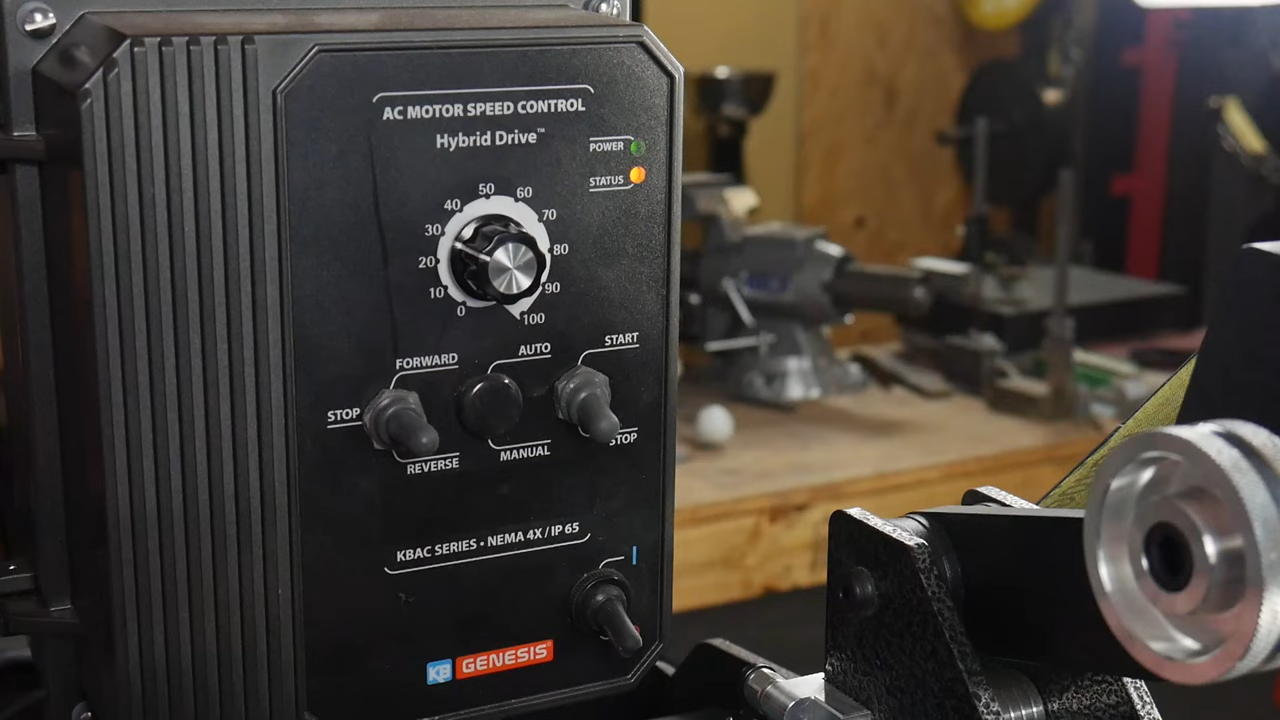 AC MOTOR SPEED CONTROL
Hybrid Drive™
POWER
STATUS
50
60
40
70
30
80
20
90
10
0
100
START
AUTO
FORWARD
STOP
STOP
MANUAL
REVERSE
KBAC SERIES • NEMA 4X / IP 65
I
KB GENESIS®